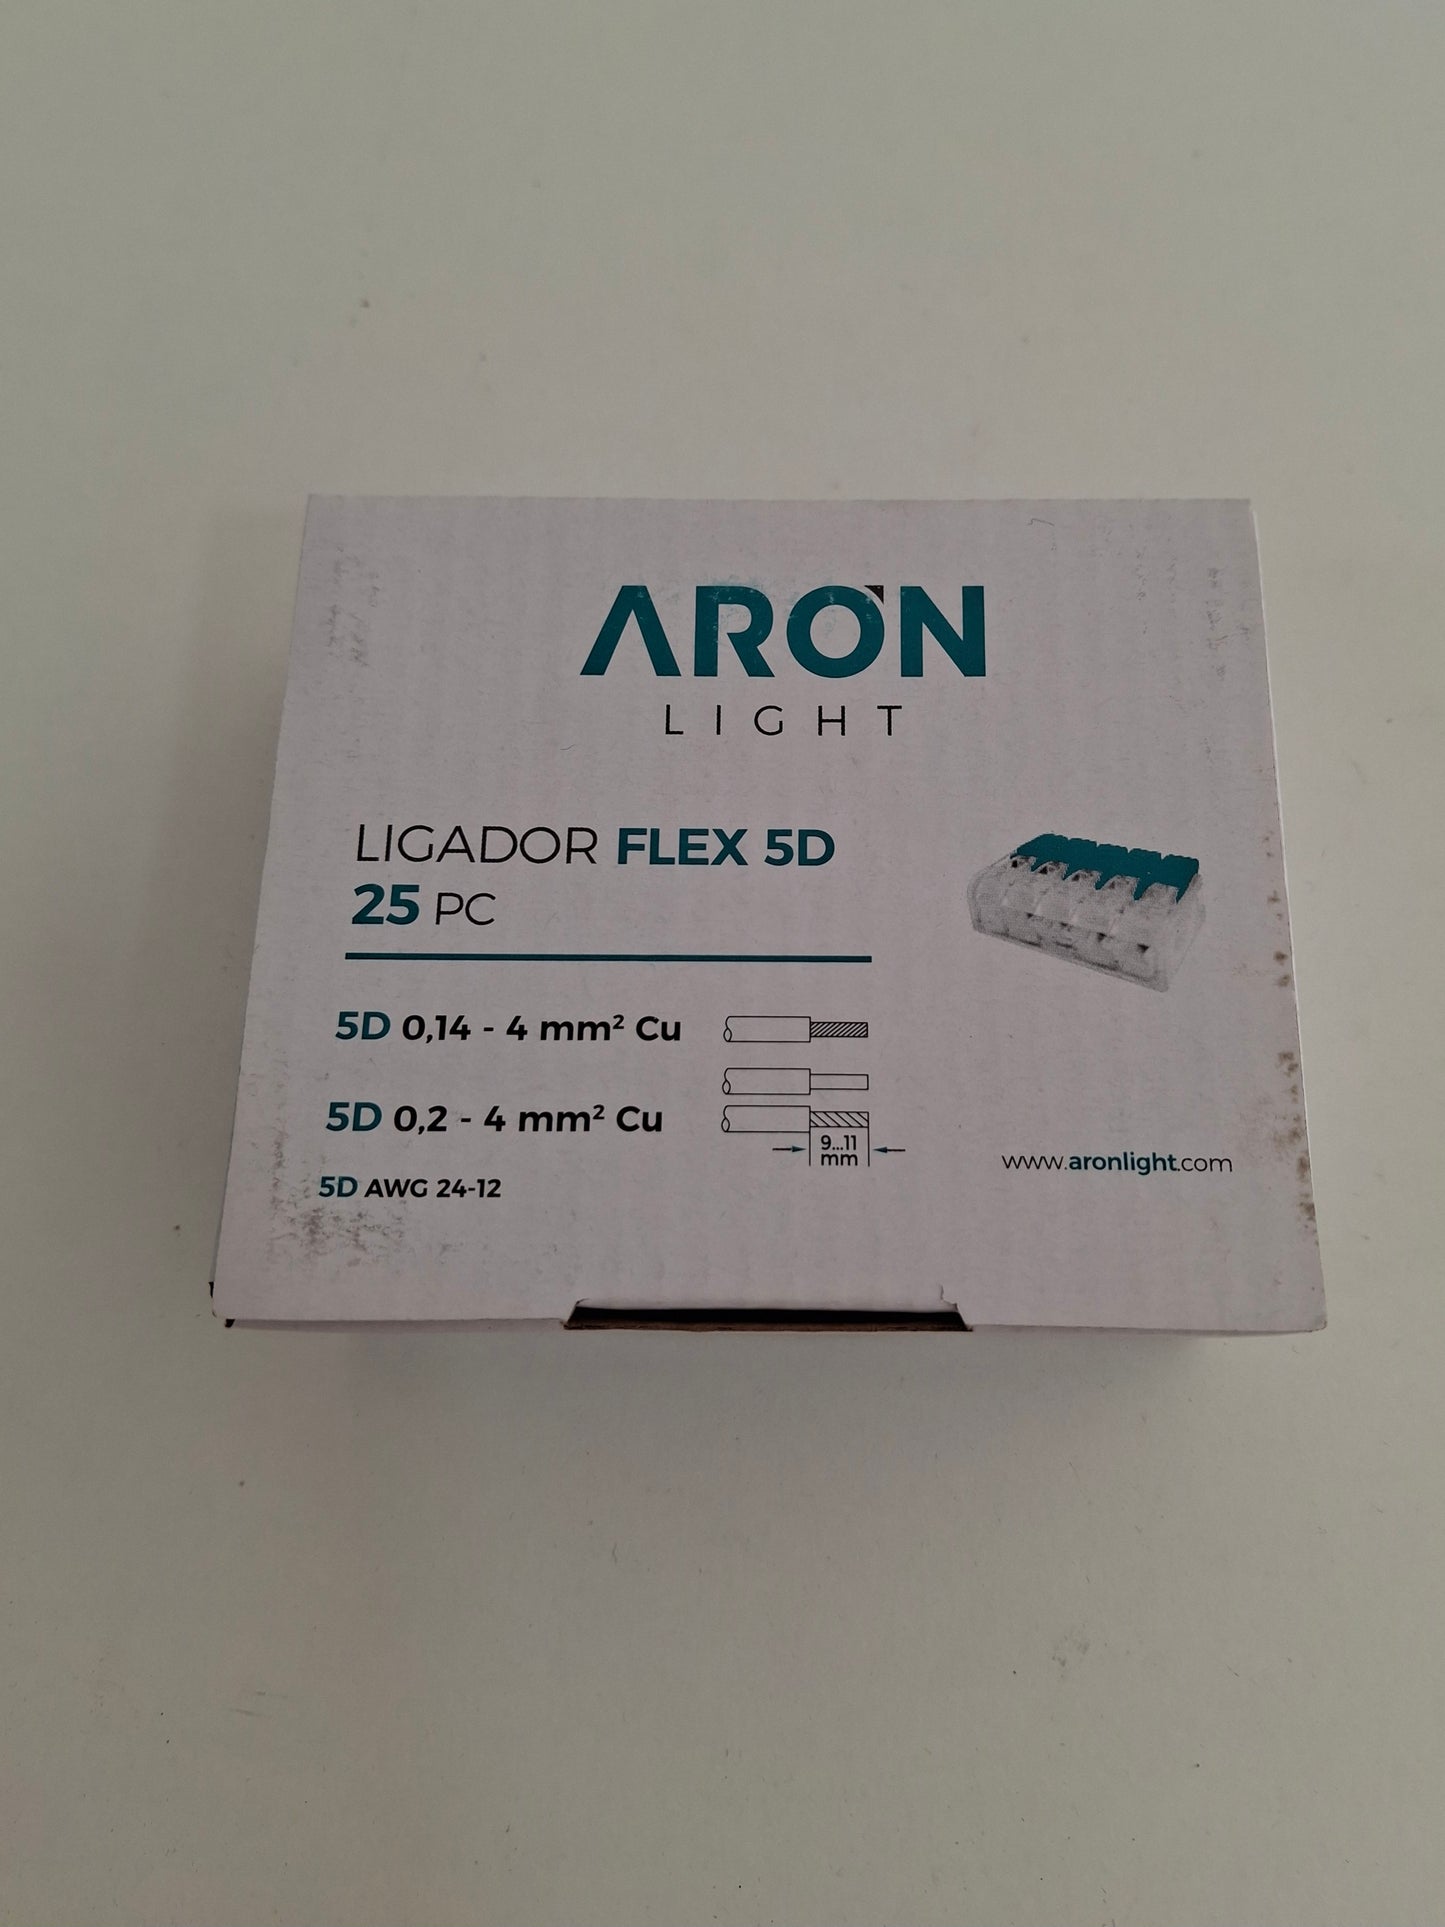 ARON
LIGHT
LIGADOR FLEX 5D
25 PC
5D 0,14 - 4 mm² Cu
5D 0,2 - 4 mm² Cu
9...11
mm
5D AWG 24-12
www.aronlight.com